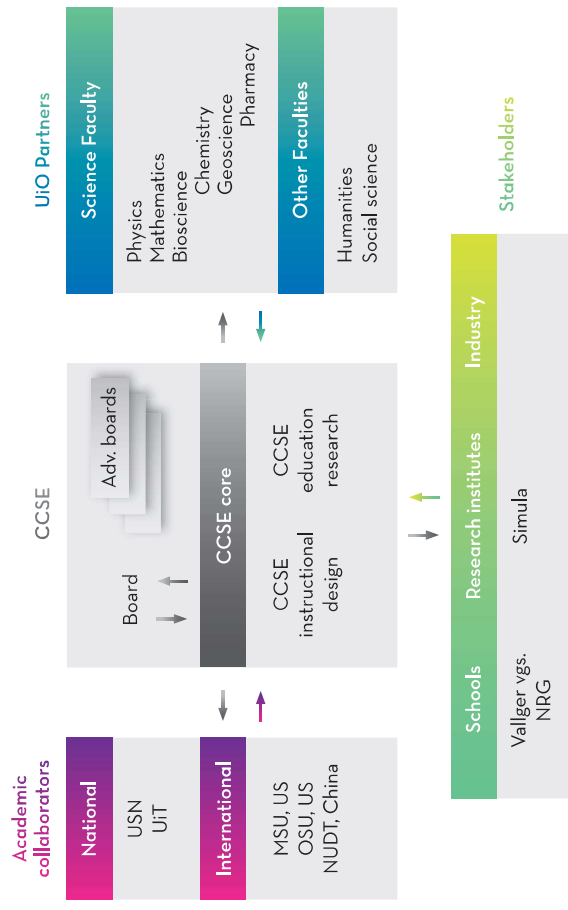 Academic
collaborators
National
USN
UiT
International
MSU, US
OSU, US
NUDT, China
CCSE
Board
Adv. boards
CCSE core
CCSE
instructional
design
CCSE
education
research
UiO Partners
Science Faculty
Physics
Mathematics
Bioscience
Chemistry
Geoscience
Pharmacy
Other Faculties
Humanities
Social science
Schools
Research institutes
Industry
Vallger vgs.
NRG
Simula
Stakeholders